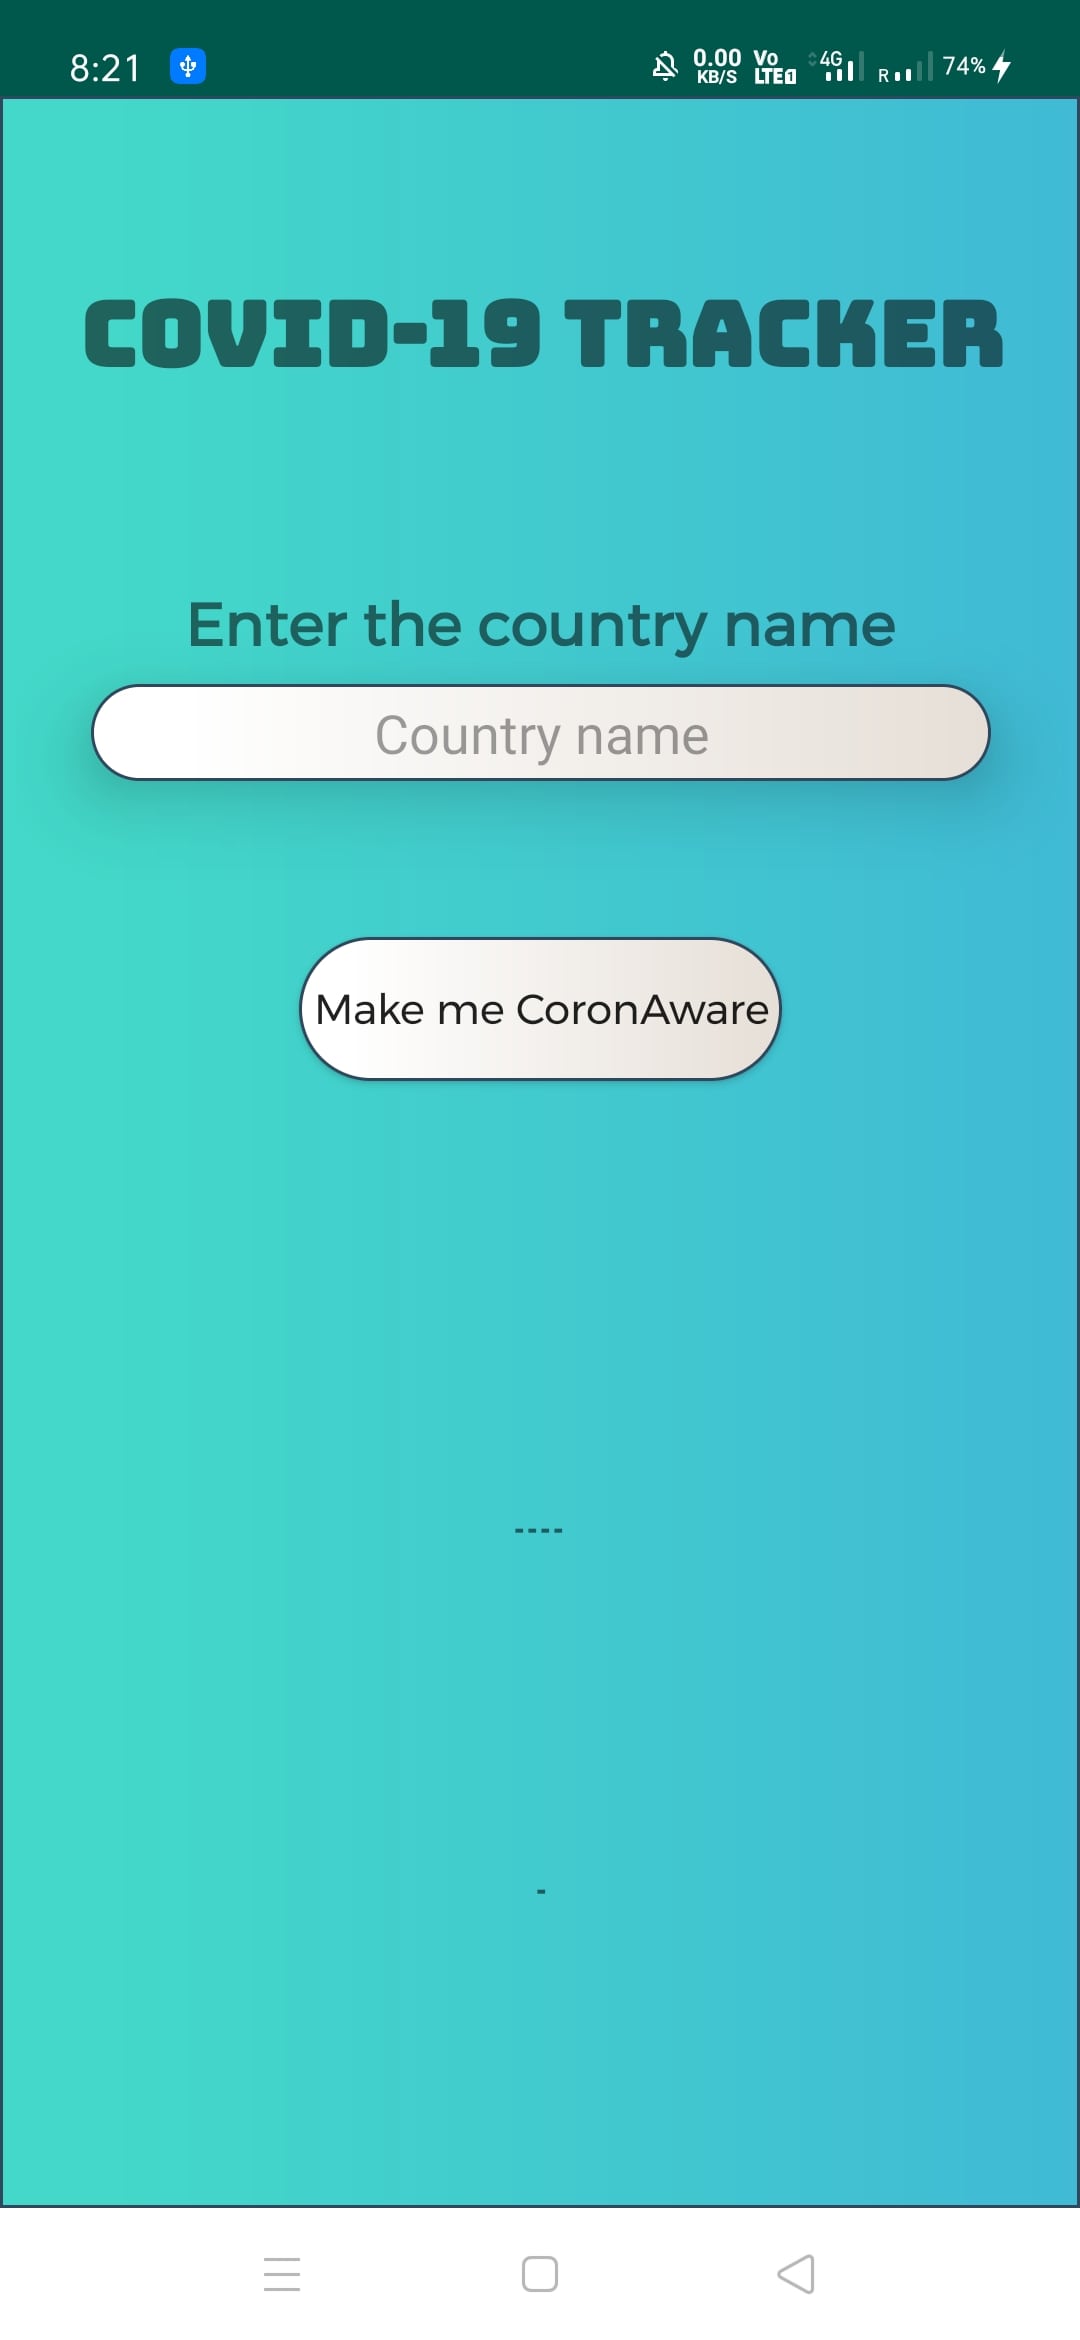 8:21 0.00 KB/S Vo LTE1 4G R 74%
COVID-19 TRACKER
Enter the country name
Country name
Make me CoronAware
----
-